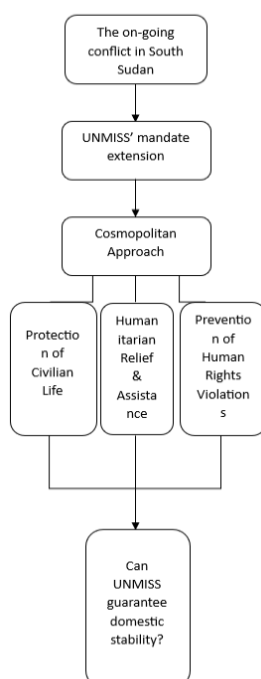 The on-going
conflict in South
Sudan
UNMISS' mandate
extension
Cosmopolitan
Approach
Protectio
n of
Civilian
Life
Human
itarian
Relief
&
Assista
nce
Preventio
n of
Human
Rights
Violation
s
Can
UNMISS
guarantee
domestic
stability?